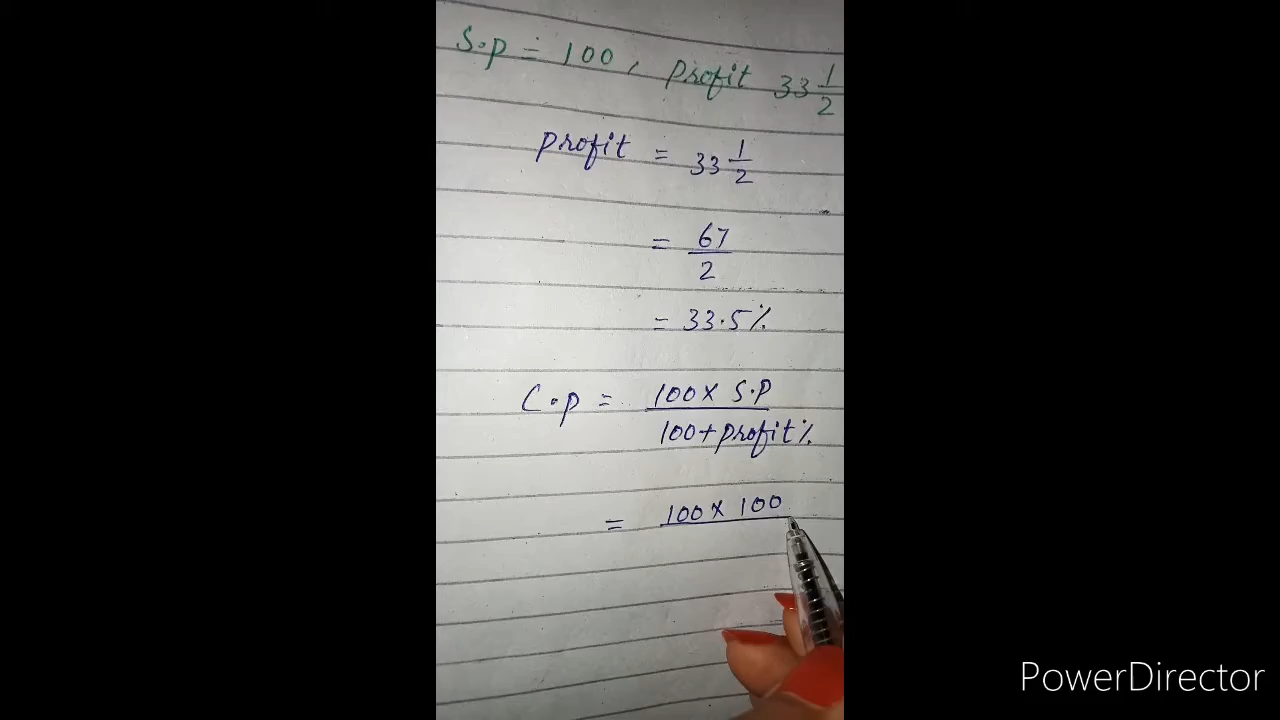 S.p = 100, profit 33 1/2
profit = 33 1/2
= 67/2
= 33.5%
C.p = 100 x S.P / 100 + profit%
= 100 x 100
PowerDirector